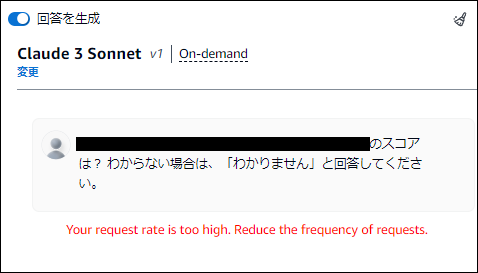 回答を生成
Claude 3 Sonnet v1 On-demand
変更
のスコア
は? わからない場合は、「わかりません」と回答してくださ
い。
Your request rate is too high. Reduce the frequency of requests.